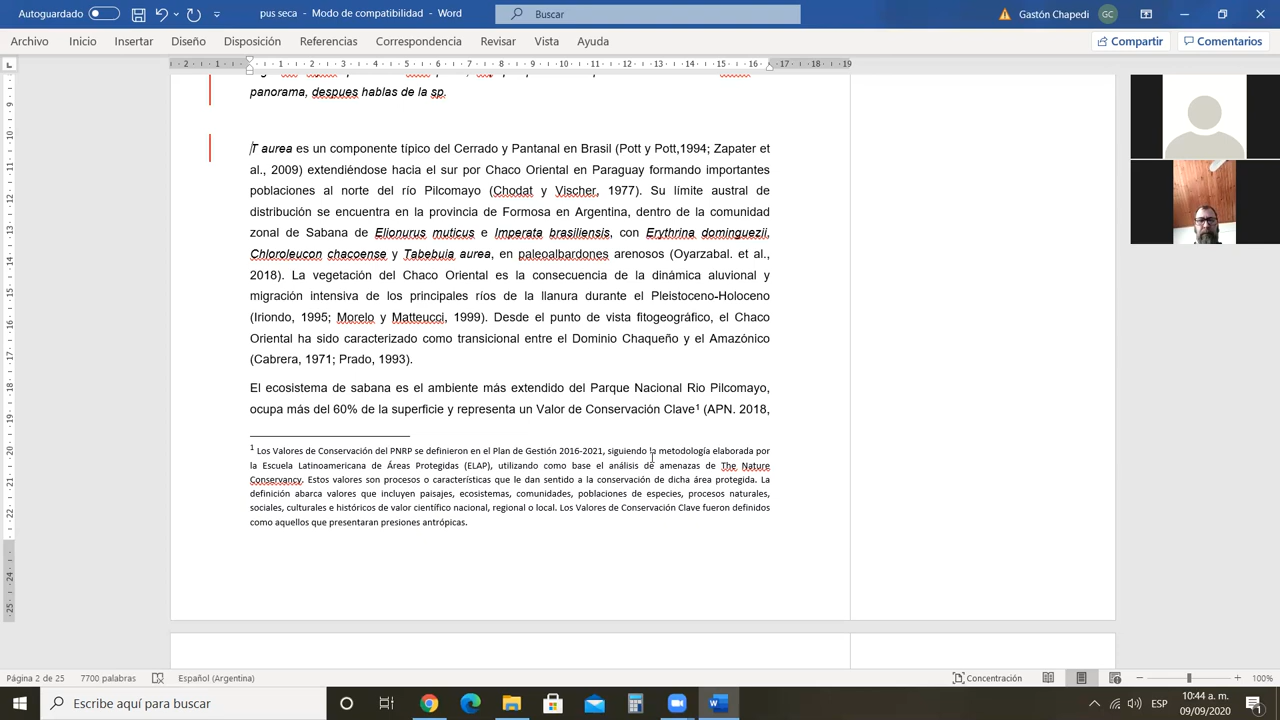 Autoguardado
paus - Modo de compatibilidad - Word
Buscar
Gastón Chapedi
GC
Archivo Inicio Insertar Diseño Disposición Referencias Correspondencia Revisar Vista Ayuda
Compartir
Comentarios
panorama, despues hablas de la sp.
T aurea es un componente típico del Cerrado y Pantanal en Brasil (Pott y Pott,1994; Zapater et
al., 2009) extendiéndose hacia el sur por Chaco Oriental en Paraguay formando importantes
poblaciones al norte del río Pilcomayo (Chodat y Vischer, 1977). Su límite austral de
distribución se encuentra en la provincia de Formosa en Argentina, dentro de la comunidad
zonal de Sabana de Elionurus muticus e Imperata brasiliensis, con Erythrina dominguezii,
Chloroleucon chacoense y Tabebuia aurea, en paleoalbardones arenosos (Oyarzabal. et al.,
2018). La vegetación del Chaco Oriental es la consecuencia de la dinámica aluvional y
migración intensiva de los principales ríos de la llanura durante el Pleistoceno-Holoceno
(Iriondo, 1995; Morelo y Matteucci, 1999). Desde el punto de vista fitogeográfico, el Chaco
Oriental ha sido caracterizado como transicional entre el Dominio Chaqueño y el Amazónico
(Cabrera, 1971; Prado, 1993).
El ecosistema de sabana es el ambiente más extendido del Parque Nacional Rio Pilcomayo,
ocupa más del 60% de la superficie y representa un Valor de Conservación Clave1 (APN. 2018,
1 Los Valores de Conservación del PNRP se definieron en el Plan de Gestión 2016-2021, siguiendo la metodología elaborada por
la Escuela Latinoamericana de Áreas Protegidas (ELAP), utilizando como base el análisis de amenazas de The Nature
Conservancy. Estos valores son procesos o características que le dan sentido a la conservación de dicha área protegida. La
definición abarca valores que incluyen paisajes, ecosistemas, comunidades, poblaciones de especies, procesos naturales,
sociales, culturales e históricos de valor científico nacional, regional o local. Los Valores de Conservación Clave fueron definidos
como aquellos que presentaran presiones antrópicas.
Página 2 de 25
7700 palabras
Español (Argentina)
Concentración
100%
Escribe aquí para buscar
ESP
10:44 a. m.
09/09/2020